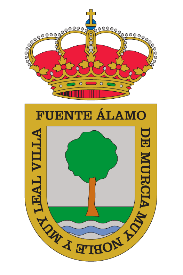 FUENTE ÁLAMO
DE MURCIA MUY NOBLE Y MUY LEAL VILLA